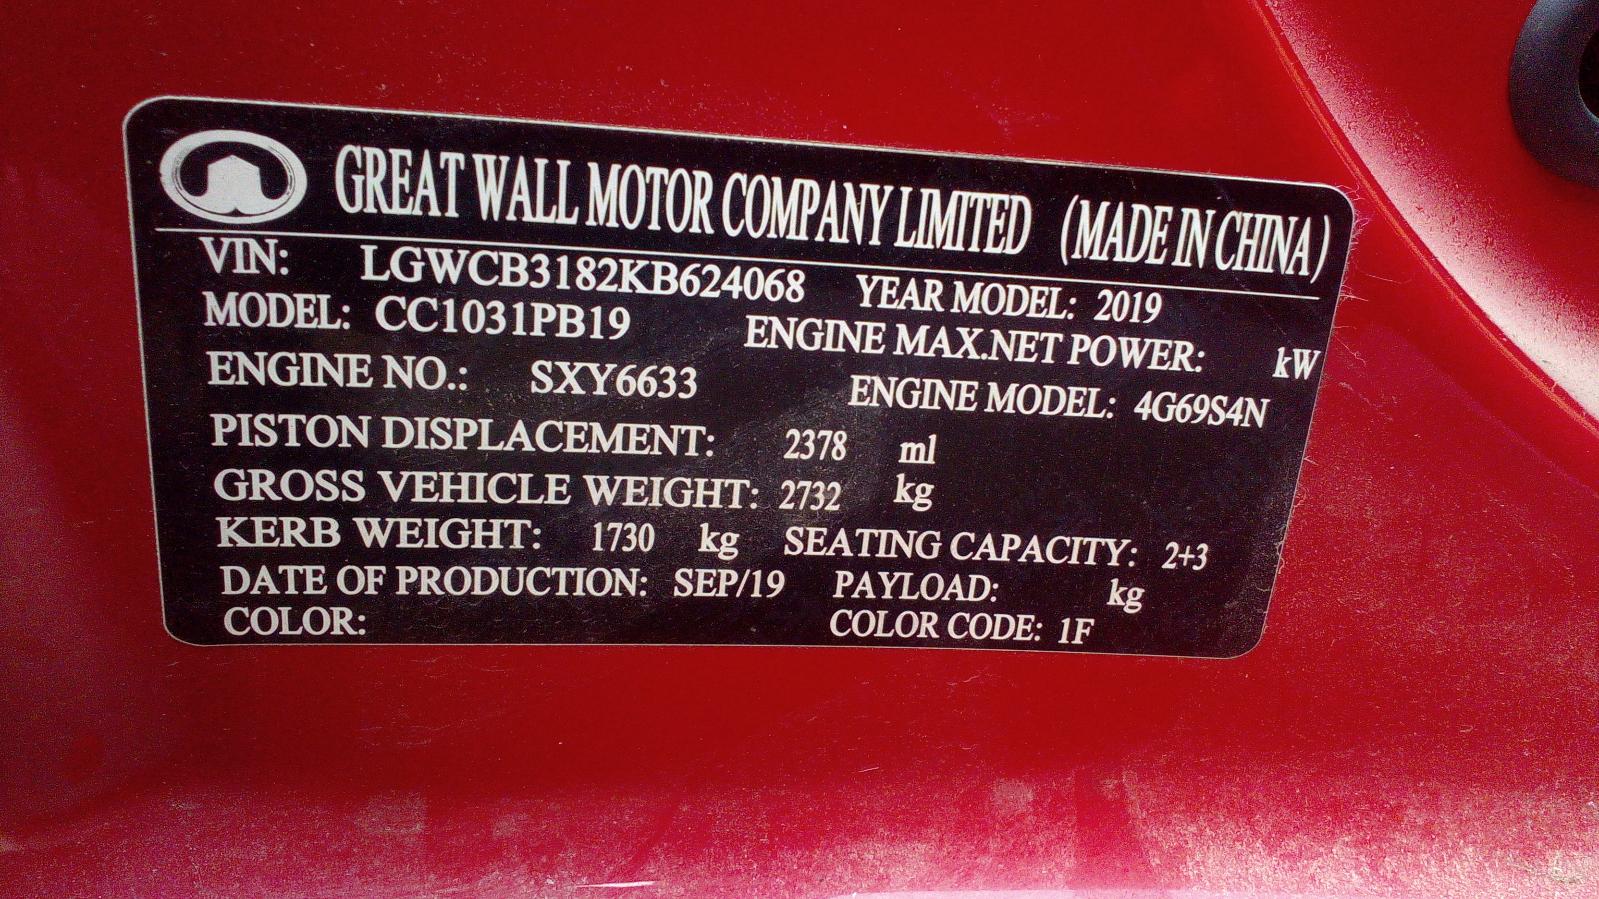 GREAT WALL MOTOR COMPANY LIMITED (MADE IN CHINA)
VIN: LGWCB3182KB624068 YEAR MODEL: 2019
MODEL: CC1031PB19 ENGINE MAX.NET POWER: kW
ENGINE NO.: SXY6633 ENGINE MODEL: 4G69S4N
PISTON DISPLACEMENT: 2378 ml
GROSS VEHICLE WEIGHT: 2732 kg
KERB WEIGHT: 1730 kg SEATING CAPACITY: 2+3
DATE OF PRODUCTION: SEP/19 PAYLOAD: kg
COLOR: COLOR CODE: 1F